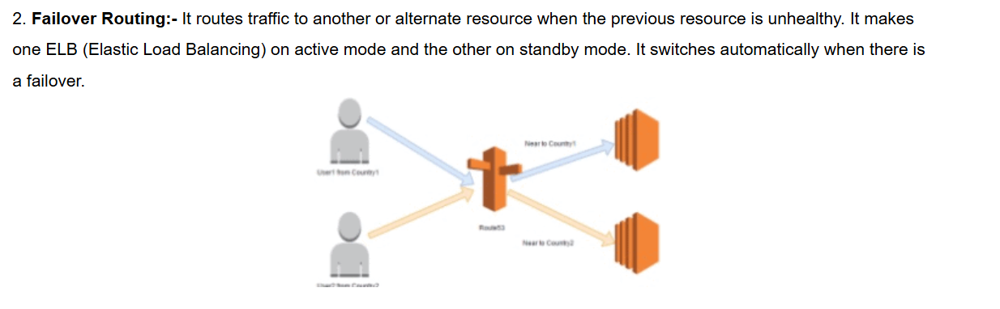 2. Failover Routing:- It routes traffic to another or alternate resource when the previous resource is unhealthy. It makes
one ELB (Elastic Load Balancing) on active mode and the other on standby mode. It switches automatically when there is
a failover.
Near to Country1
User1 from Country1
Route53
Near to Country2
User2 from Country2